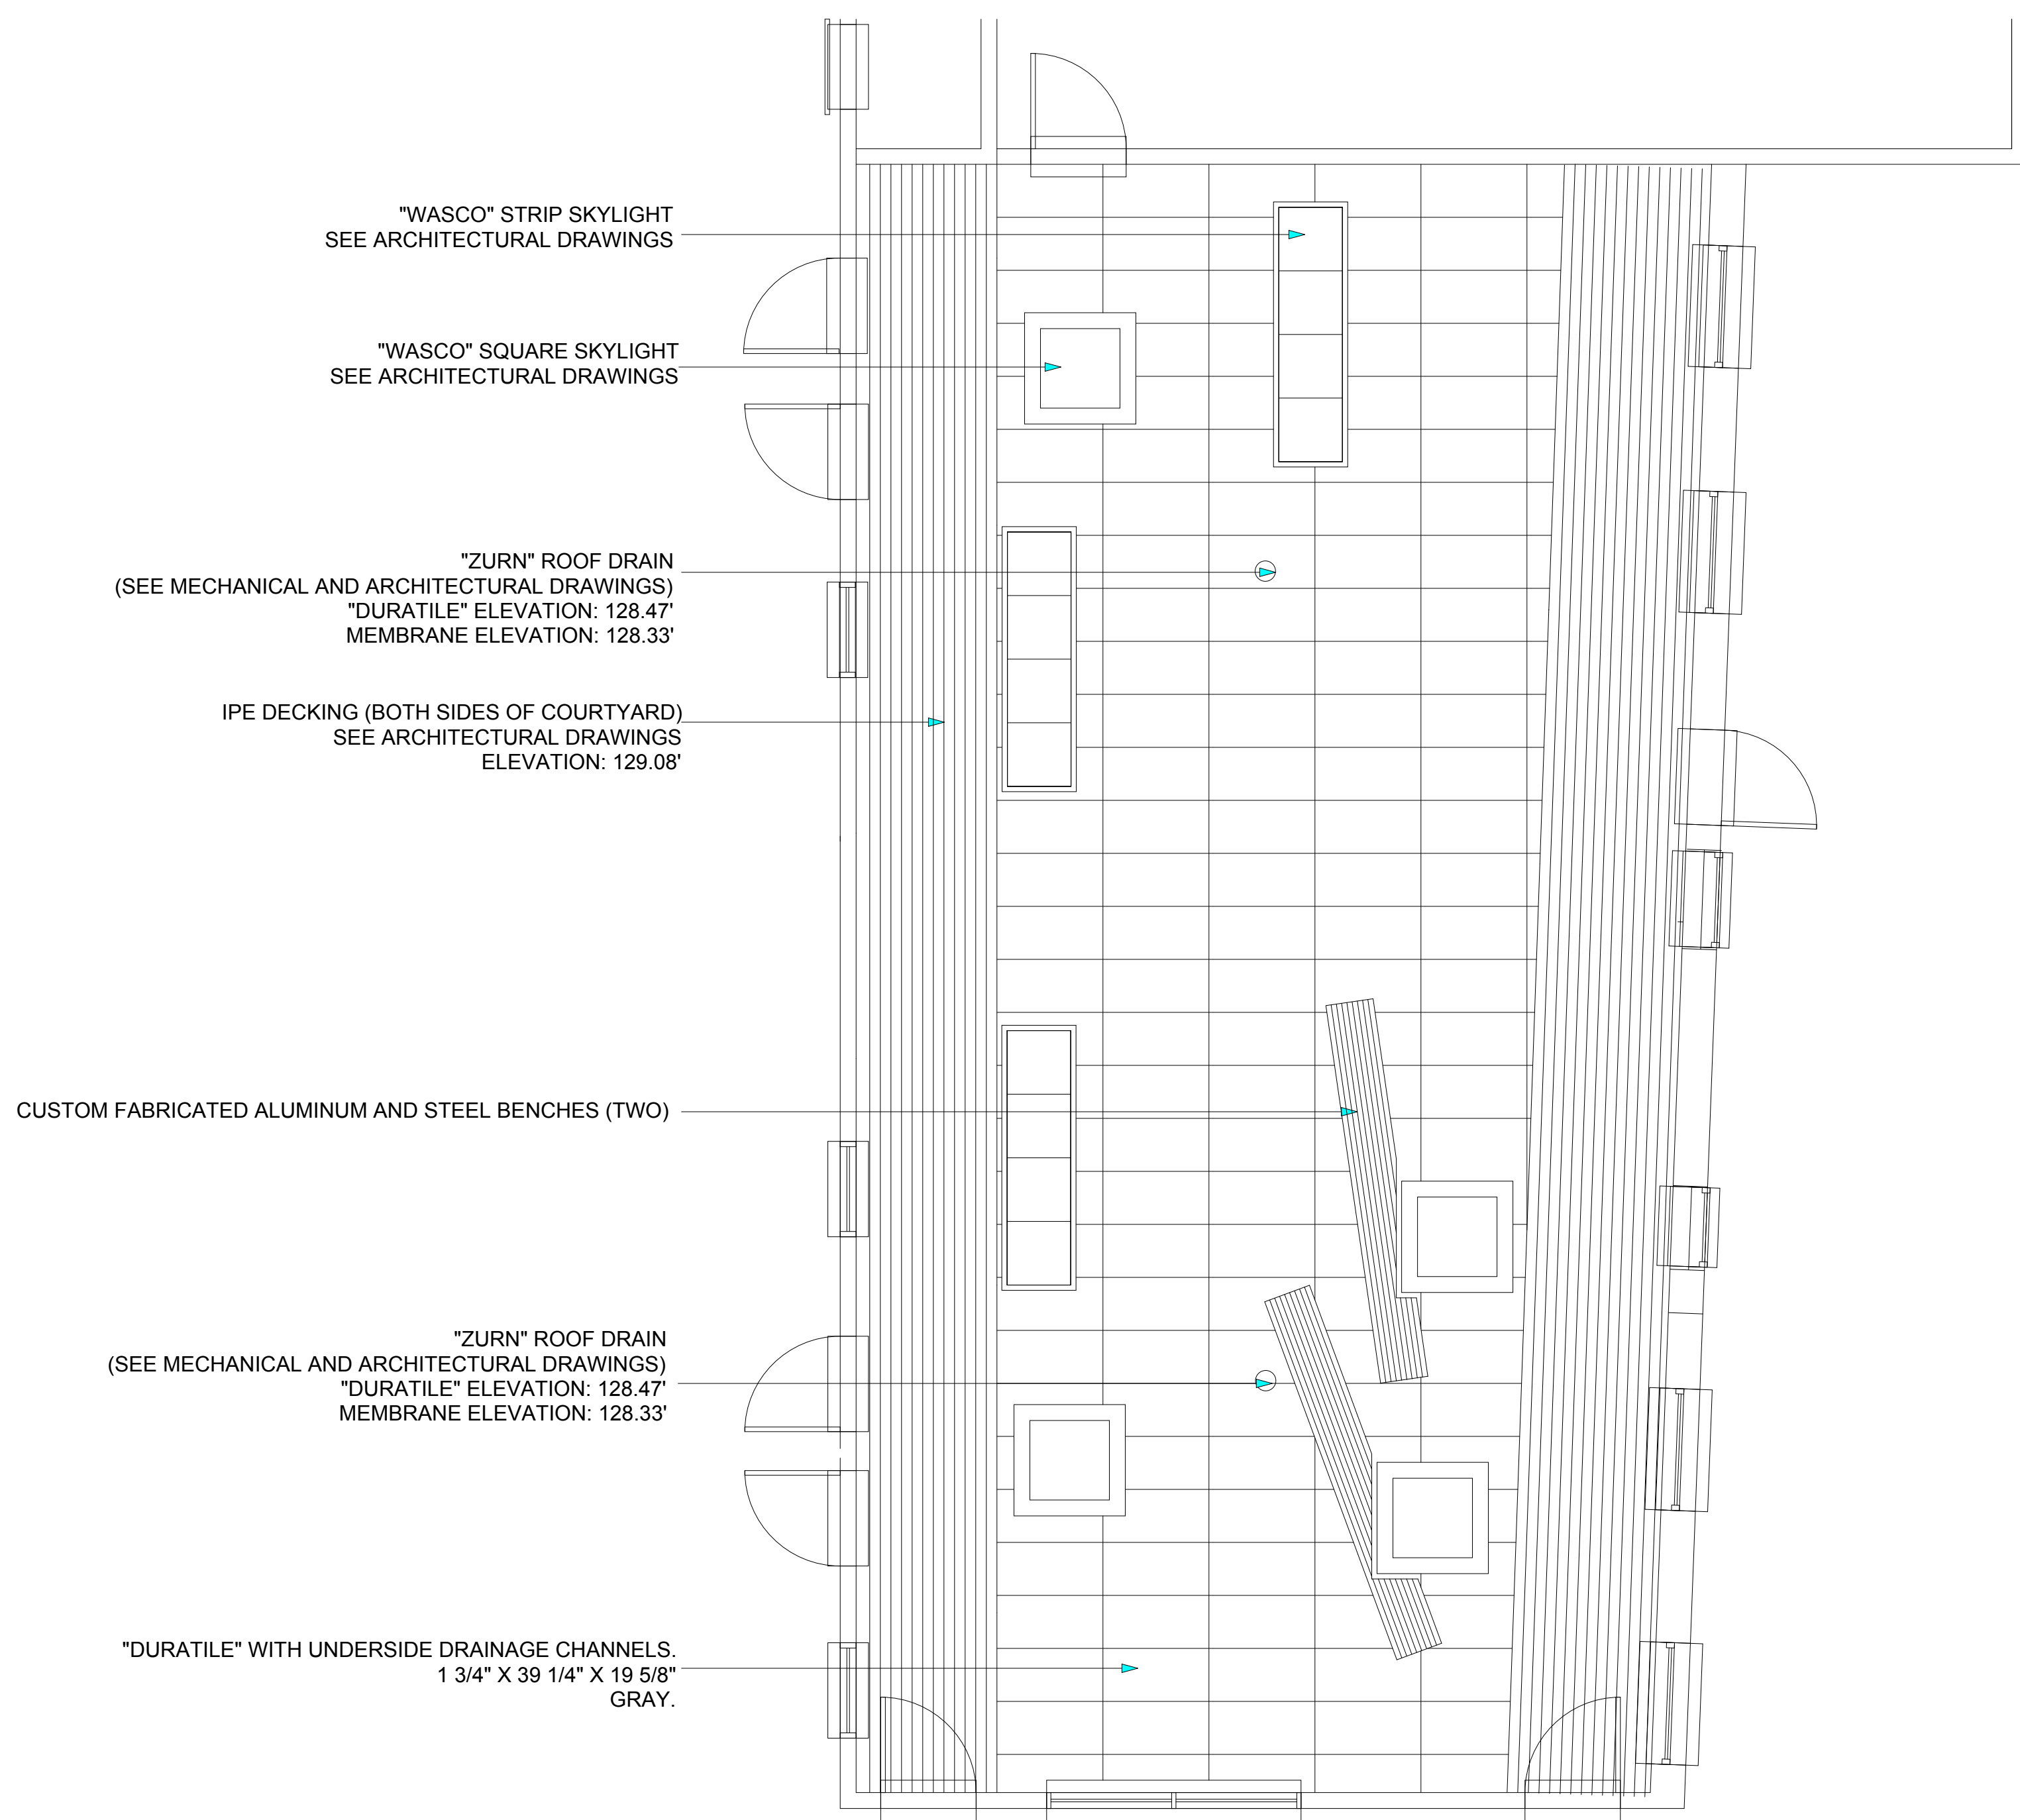 "WASCO" STRIP SKYLIGHT
SEE ARCHITECTURAL DRAWINGS
"WASCO" SQUARE SKYLIGHT
SEE ARCHITECTURAL DRAWINGS
"ZURN" ROOF DRAIN
(SEE MECHANICAL AND ARCHITECTURAL DRAWINGS)
"DURATILE" ELEVATION: 128.47'
MEMBRANE ELEVATION: 128.33'
IPE DECKING (BOTH SIDES OF COURTYARD)
SEE ARCHITECTURAL DRAWINGS
ELEVATION: 129.08'
CUSTOM FABRICATED ALUMINUM AND STEEL BENCHES (TWO)
"ZURN" ROOF DRAIN
(SEE MECHANICAL AND ARCHITECTURAL DRAWINGS)
"DURATILE" ELEVATION: 128.47'
MEMBRANE ELEVATION: 128.33'
"DURATILE" WITH UNDERSIDE DRAINAGE CHANNELS.
1 3/4" X 39 1/4" X 19 5/8"
GRAY.